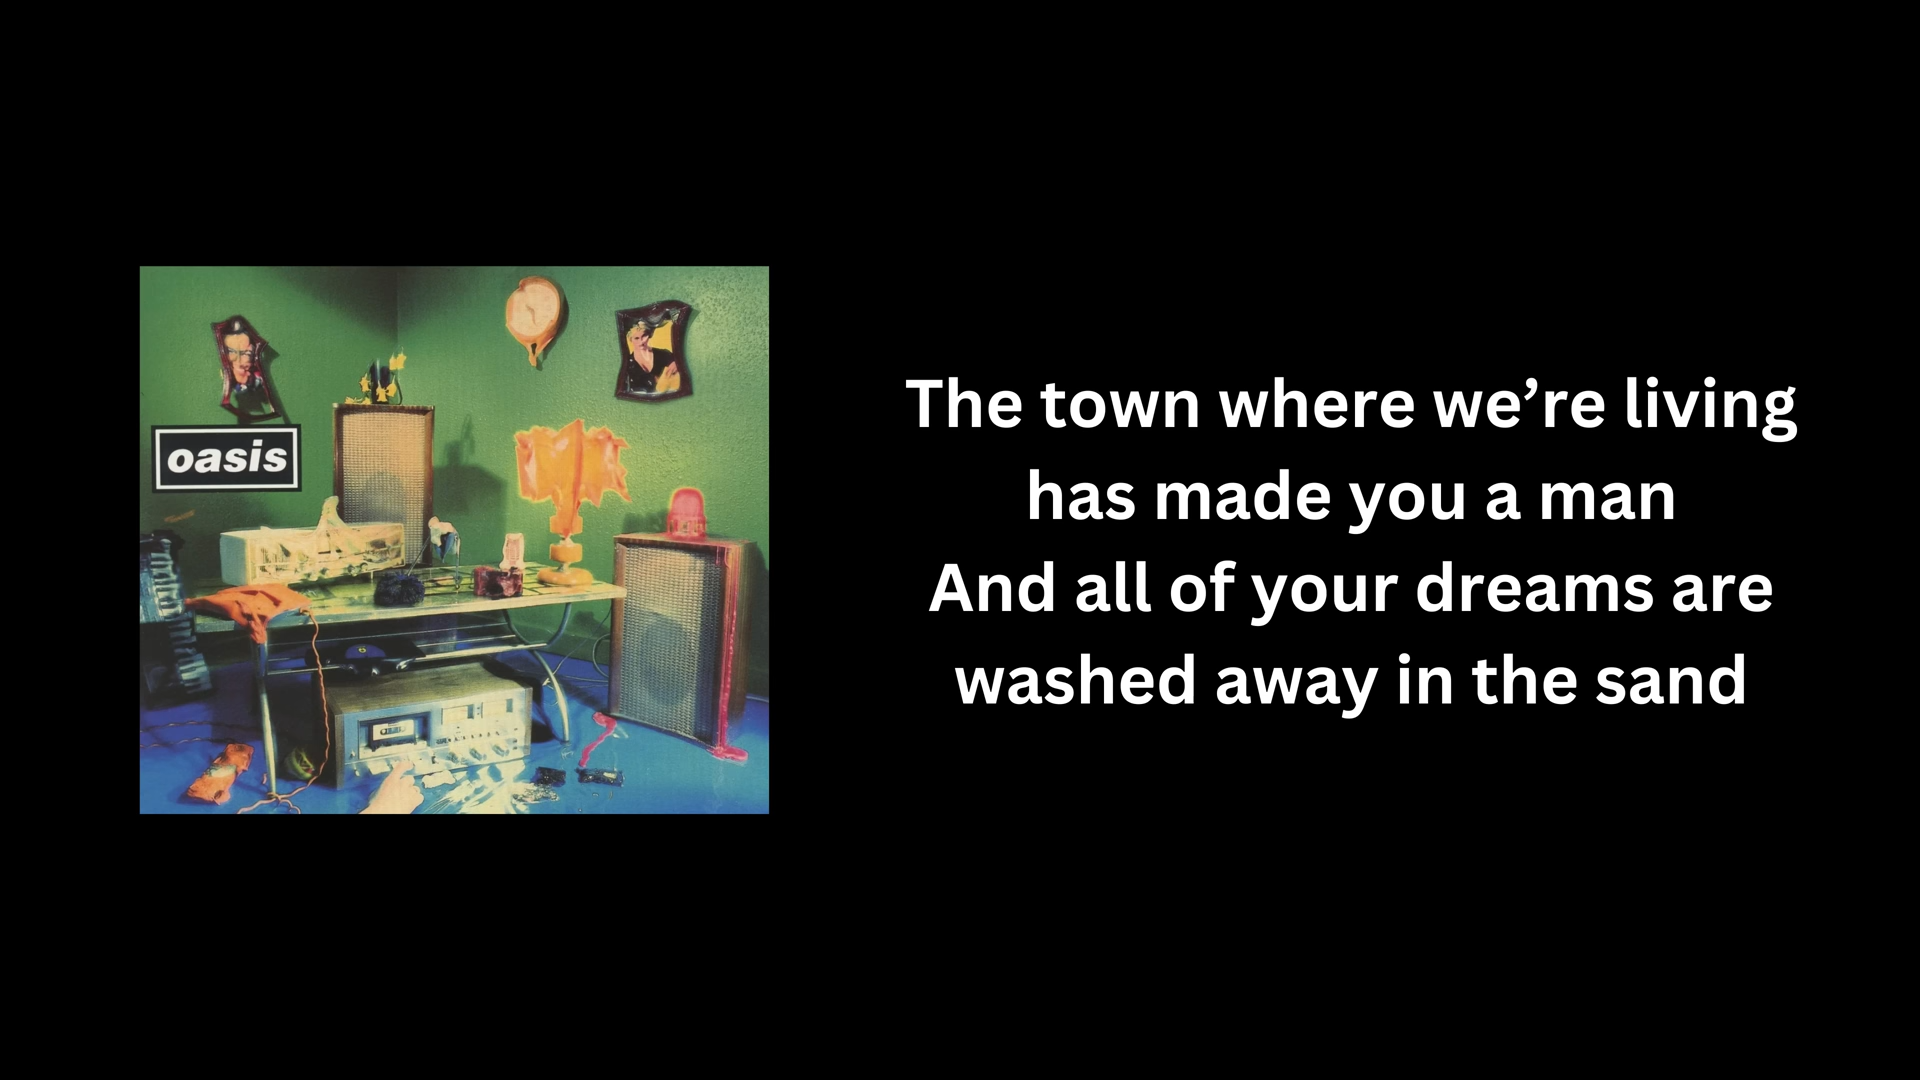 oasis
The town where we’re living
has made you a man
And all of your dreams are
washed away in the sand